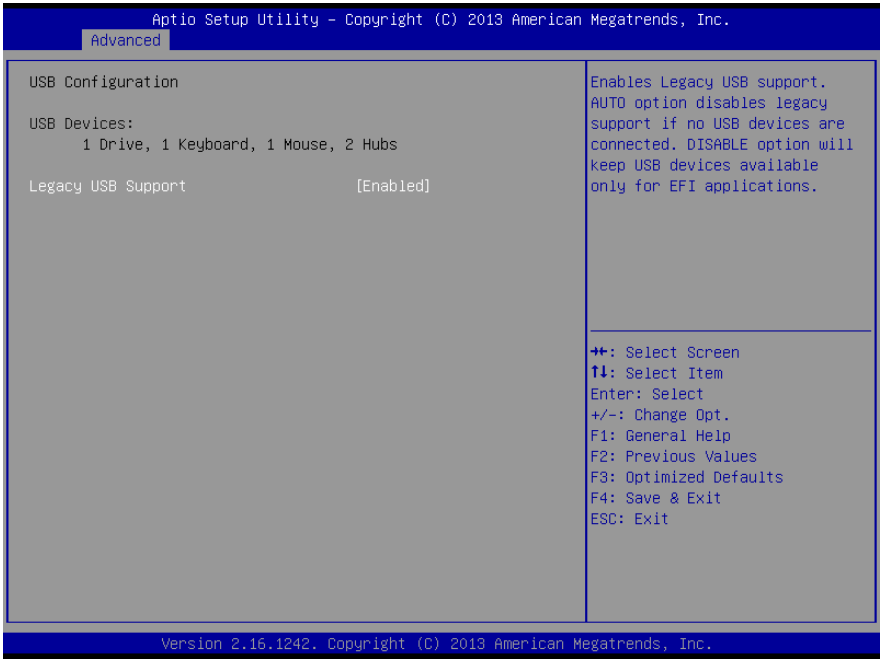 Aptio Setup Utility – Copyright (C) 2013 American Megatrends, Inc.
Advanced
USB Configuration
USB Devices:
1 Drive, 1 Keyboard, 1 Mouse, 2 Hubs
Legacy USB Support [Enabled]
Enables Legacy USB support.
AUTO option disables legacy
support if no USB devices are
connected. DISABLE option will
keep USB devices available
only for EFI applications.
→←: Select Screen
↑↓: Select Item
Enter: Select
+/-: Change Opt.
F1: General Help
F2: Previous Values
F3: Optimized Defaults
F4: Save & Exit
ESC: Exit
Version 2.16.1242. Copyright (C) 2013 American Megatrends, Inc.